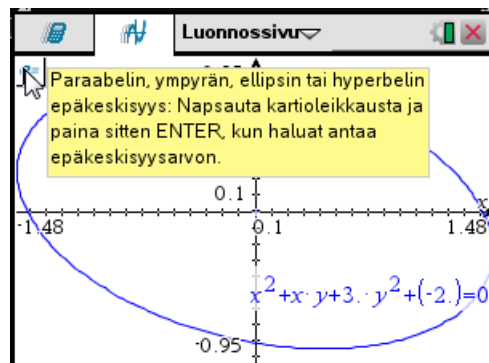 Luonnossivu
Paraabelin, ympyrän, ellipsin tai hyperbelin
epäkeskisyys: Napsauta kartioleikkausta ja
paina sitten ENTER, kun haluat antaa
epäkeskisyysarvon.
0.1
x
-1.48
0.1
1.48
x²+x·y+3.·y²+(-2.)=0
-0.95